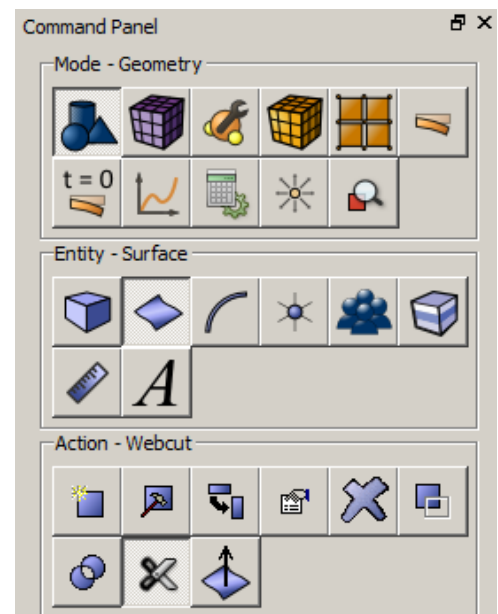 Command Panel
Mode - Geometry
t = 0
Entity - Surface
A
Action - Webcut